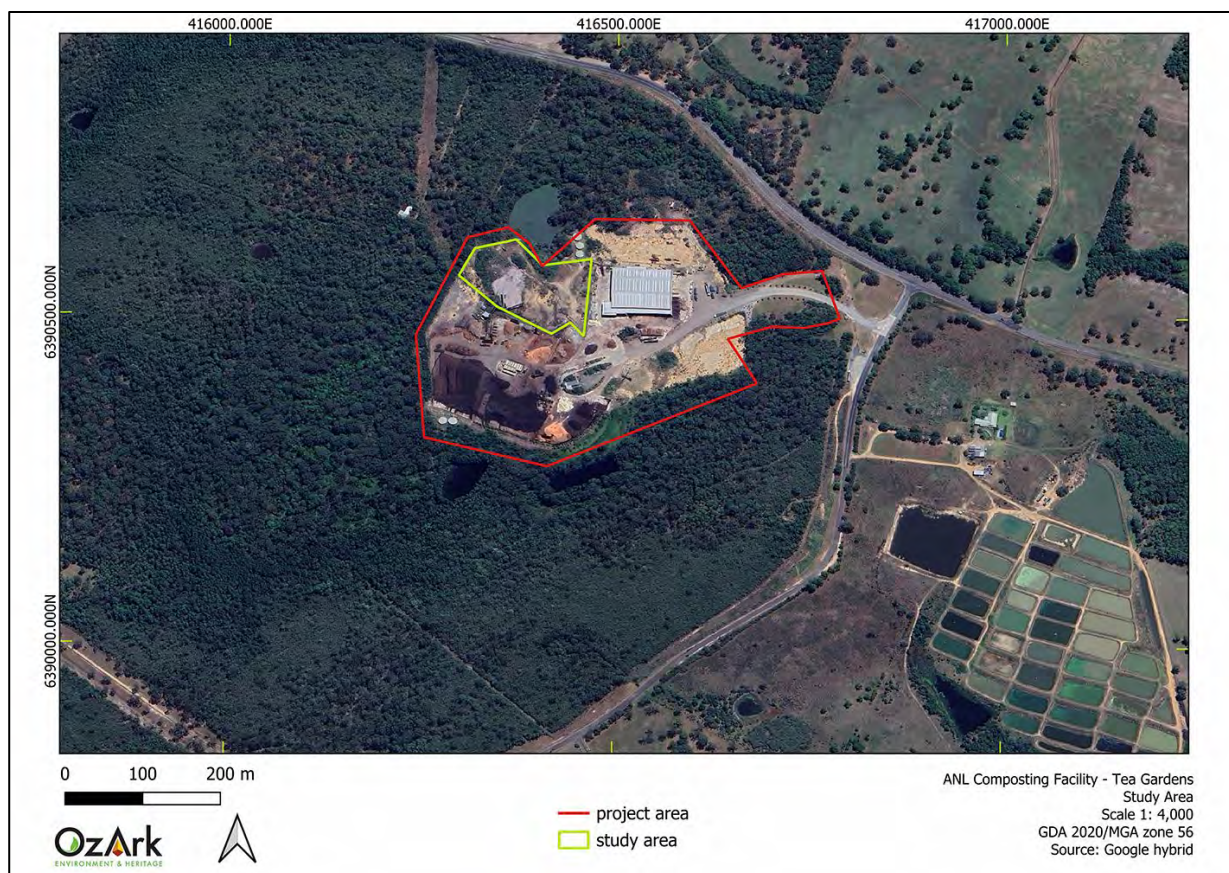 416000.000E
416500.000E
417000.000E
6390500.000N
6390000.000N
0 100 200 m
OzArk
ENVIRONMENT & HERITAGE
project area
study area
ANL Composting Facility - Tea Gardens
Study Area
Scale 1: 4,000
GDA 2020/MGA zone 56
Source: Google hybrid